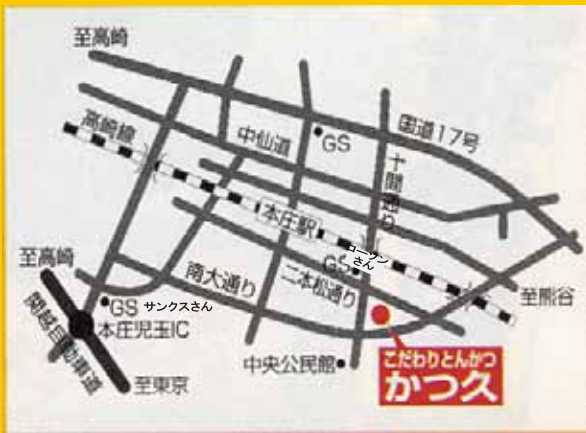 至高崎
国道17号
高崎線
中仙道
GS
十間通り
本庄駅
ローソン
さん
GS
至高崎
南大通り
二本松通り
至熊谷
GS サンクスさん
関越自動車道
本庄児玉IC
中央公民館
至東京
こだわりとんかつ
かつ久